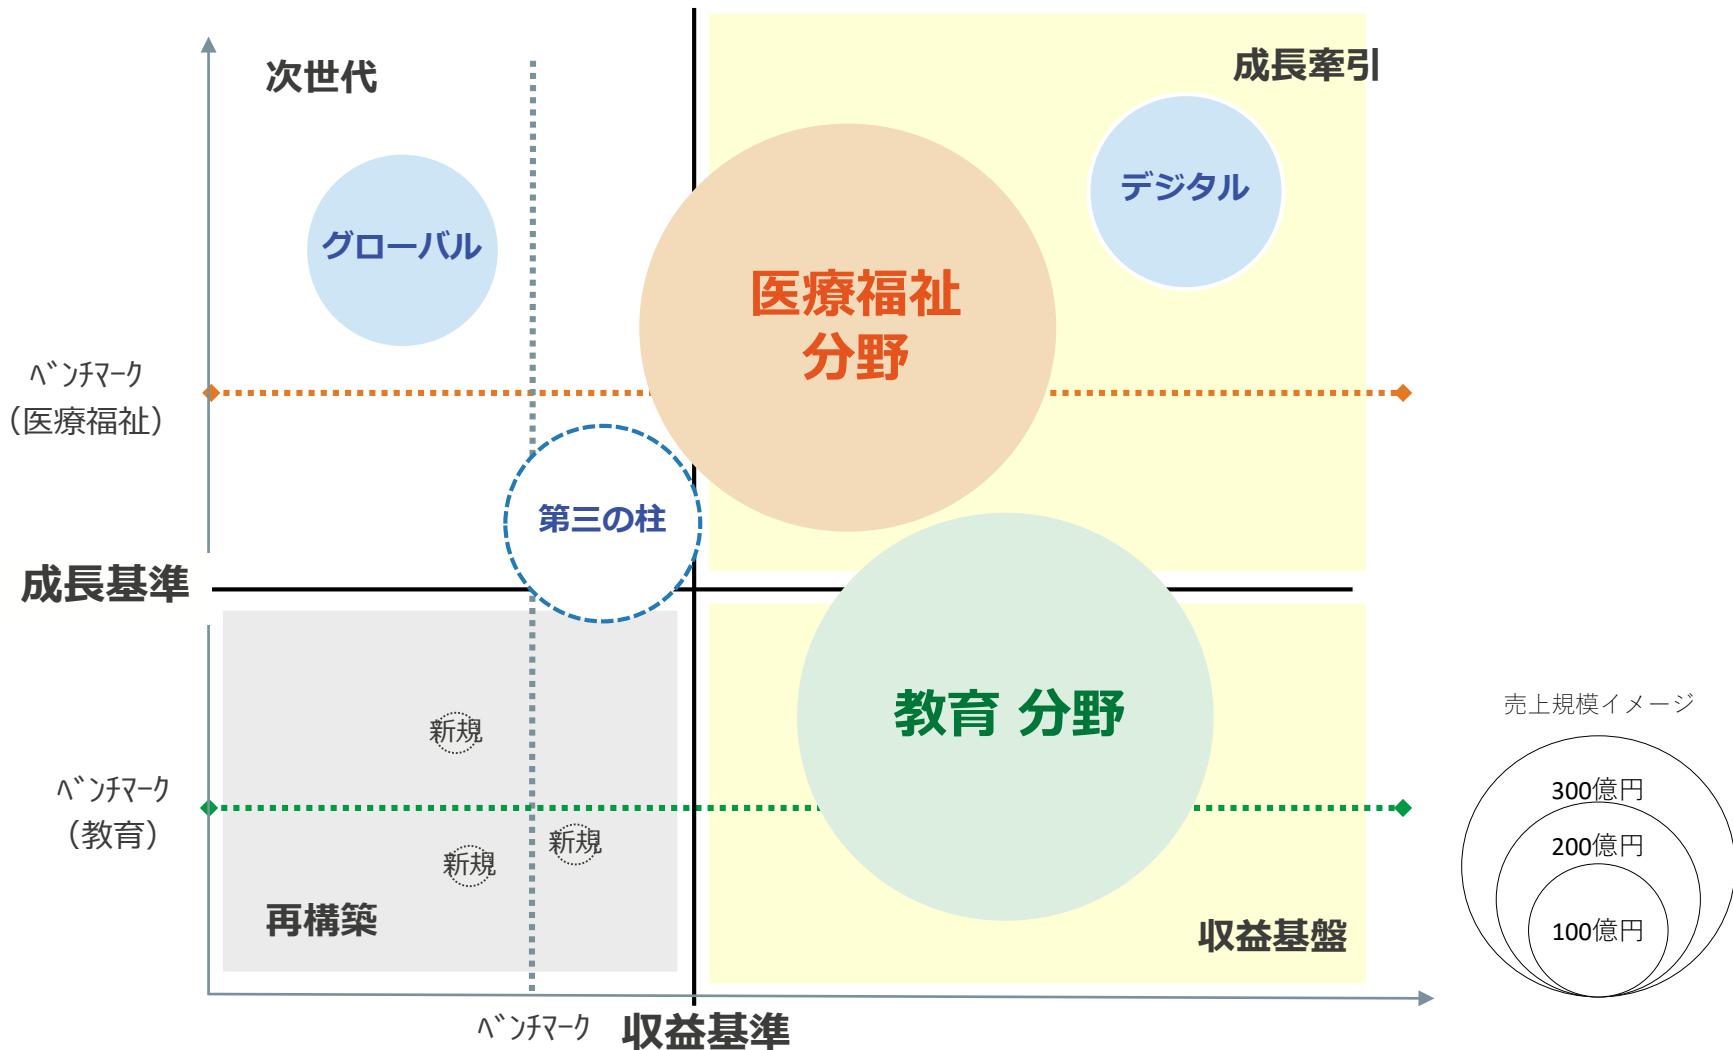 次世代
成長牽引
デジタル
グローバル
医療福祉
分野
ﾍﾞﾝﾁﾏｰｸ
（医療福祉）
第三の柱
成長基準
教育 分野
新規
ﾍﾞﾝﾁﾏｰｸ
（教育）
新規
新規
再構築
収益基盤
ﾍﾞﾝﾁﾏｰｸ
収益基準
売上規模イメージ
300億円
200億円
100億円